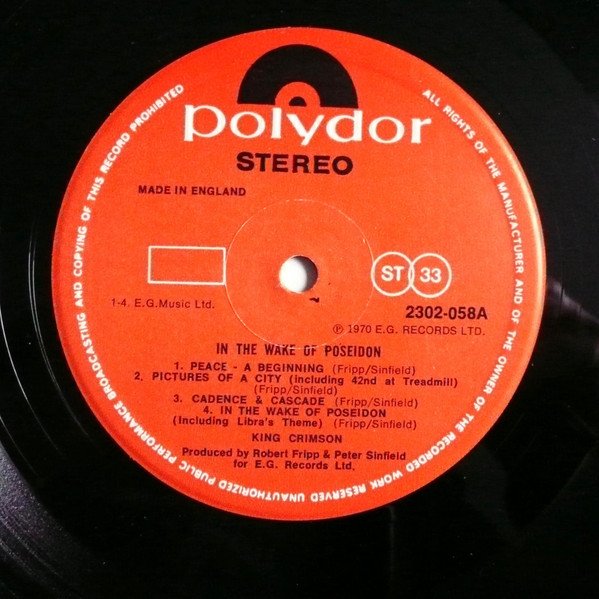 polydor
STEREO
MADE IN ENGLAND
ST 33
1-4. E.G.Music Ltd.
2302-058A
℗ 1970 E.G. RECORDS LTD.
IN THE WAKE OF POSEIDON
1. PEACE - A BEGINNING (Fripp/Sinfield)
2. PICTURES OF A CITY (Including 42nd at Treadmill)
(Fripp/Sinfield)
3. CADENCE & CASCADE (Fripp/Sinfield)
4. IN THE WAKE OF POSEIDON
(Including Libra's Theme) (Fripp/Sinfield)
KING CRIMSON
Produced by Robert Fripp & Peter Sinfield
for E.G. Records Ltd.
ALL RIGHTS OF THE MANUFACTURER AND OF THE OWNER OF THE RECORDED WORK RESERVED UNAUTHORIZED PUBLIC PERFORMANCE BROADCASTING AND COPYING OF THIS RECORD PROHIBITED